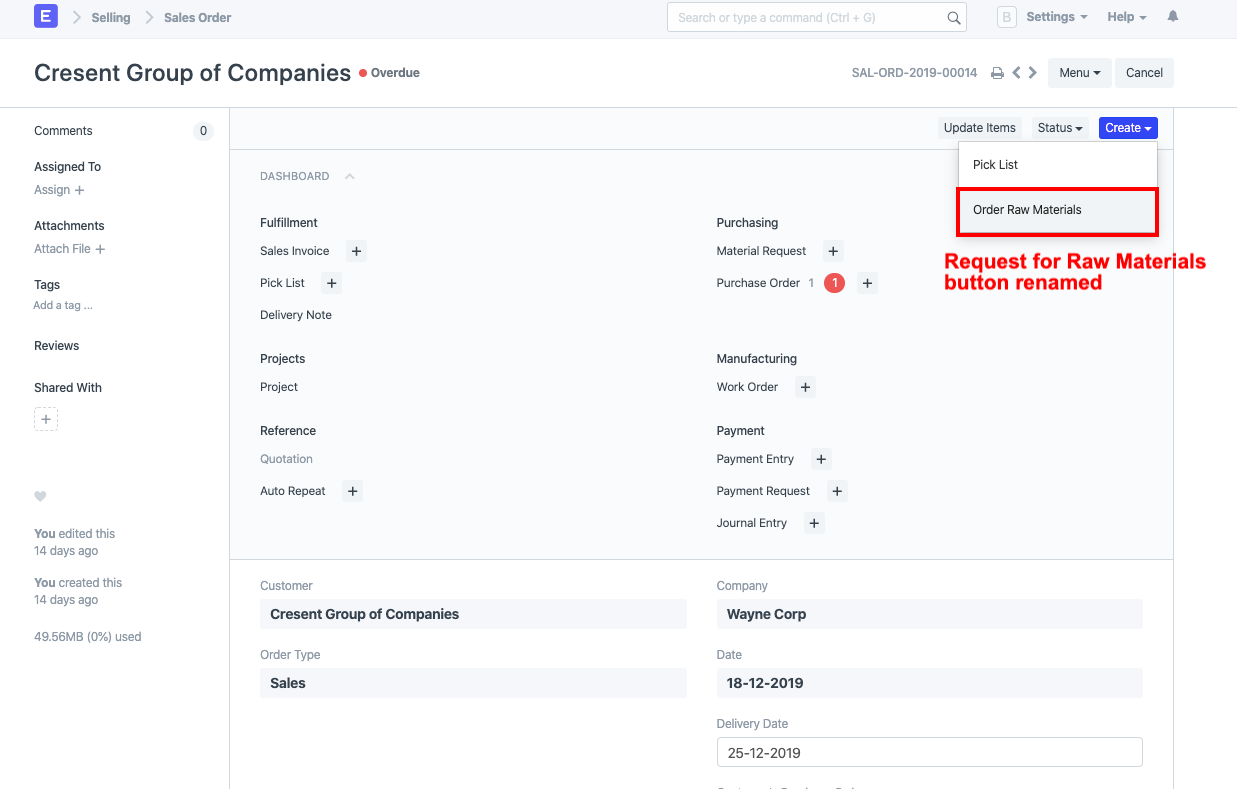 E Selling Sales Order Search or type a command (Ctrl + G) B Settings Help
Cresent Group of Companies Overdue SAL-ORD-2019-00014 Menu Cancel
Comments 0
Assigned To
Assign +
Attachments
Attach File +
Tags
Add a tag ...
Reviews
Shared With
+
You edited this
14 days ago
You created this
14 days ago
49.56MB (0%) used
Update Items Status Create
Pick List
Order Raw Materials
Request for Raw Materials
button renamed
DASHBOARD
Fulfillment
Sales Invoice +
Pick List +
Delivery Note
Purchasing
Material Request +
Purchase Order 1 1 +
Projects
Project
Manufacturing
Work Order +
Reference
Quotation
Auto Repeat +
Payment
Payment Entry +
Payment Request +
Journal Entry +
Customer
Cresent Group of Companies
Order Type
Sales
Company
Wayne Corp
Date
18-12-2019
Delivery Date
25-12-2019